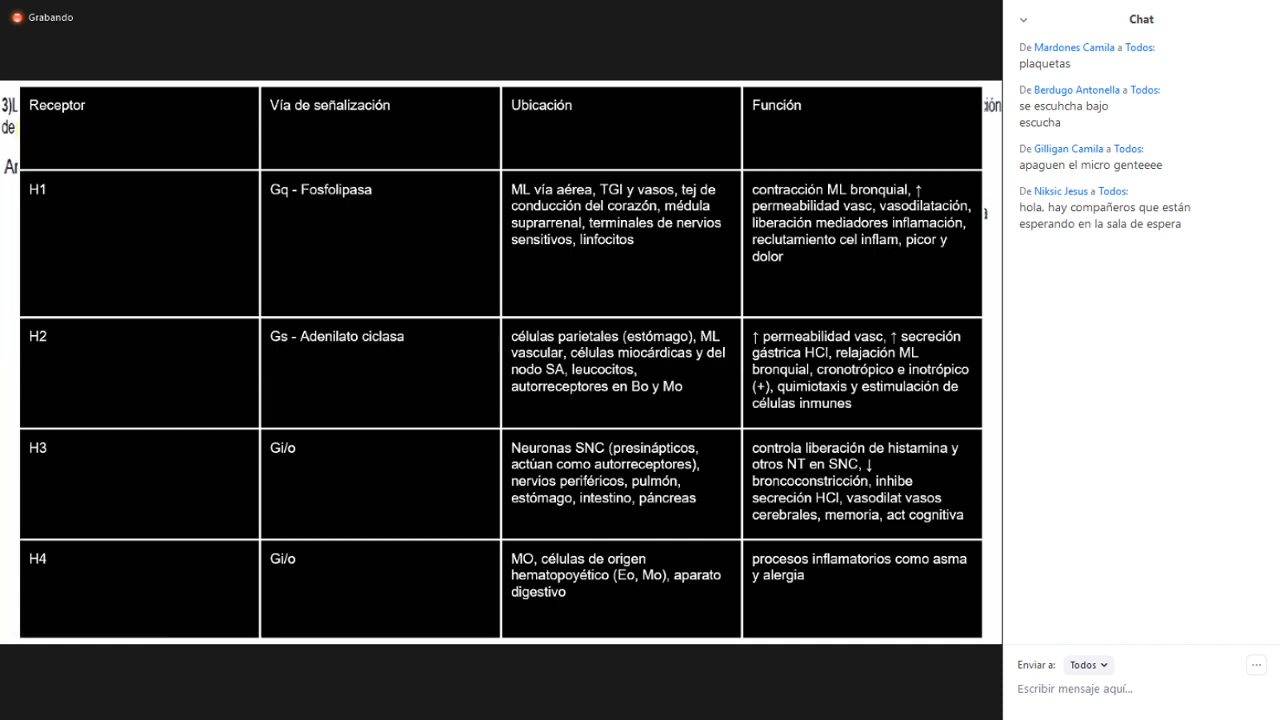 Grabando
3)L
ión
de
Ar
a
Receptor
Vía de señalización
Ubicación
Función
H1
Gq - Fosfolipasa
ML vía aérea, TGI y vasos, tej de
conducción del corazón, médula
suprarrenal, terminales de nervios
sensitivos, linfocitos
contracción ML bronquial, ↑
permeabilidad vasc, vasodilatación,
liberación mediadores inflamación,
reclutamiento cel inflam, picor y
dolor
H2
Gs - Adenilato ciclasa
células parietales (estómago), ML
vascular, células miocárdicas y del
nodo SA, leucocitos,
autorreceptores en Bo y Mo
↑ permeabilidad vasc, ↑ secreción
gástrica HCl, relajación ML
bronquial, cronotrópico e inotrópico
(+), quimiotaxis y estimulación de
células inmunes
H3
Gi/o
Neuronas SNC (presinápticos,
actúan como autorreceptores),
nervios periféricos, pulmón,
estómago, intestino, páncreas
controla liberación de histamina y
otros NT en SNC, ↓
broncoconstricción, inhibe
secreción HCl, vasodilat vasos
cerebrales, memoria, act cognitiva
H4
Gi/o
MO, células de origen
hematopoyético (Eo, Mo), aparato
digestivo
procesos inflamatorios como asma
y alergia
Chat
De Mardones Camila a Todos:
plaquetas
De Berdugo Antonella a Todos:
se escuhcha bajo
escucha
De Gilligan Camila a Todos:
apaguen el micro genteeee
De Niksic Jesus a Todos:
hola, hay compañeros que están
esperando en la sala de espera
Enviar a: Todos
Escribir mensaje aquí...